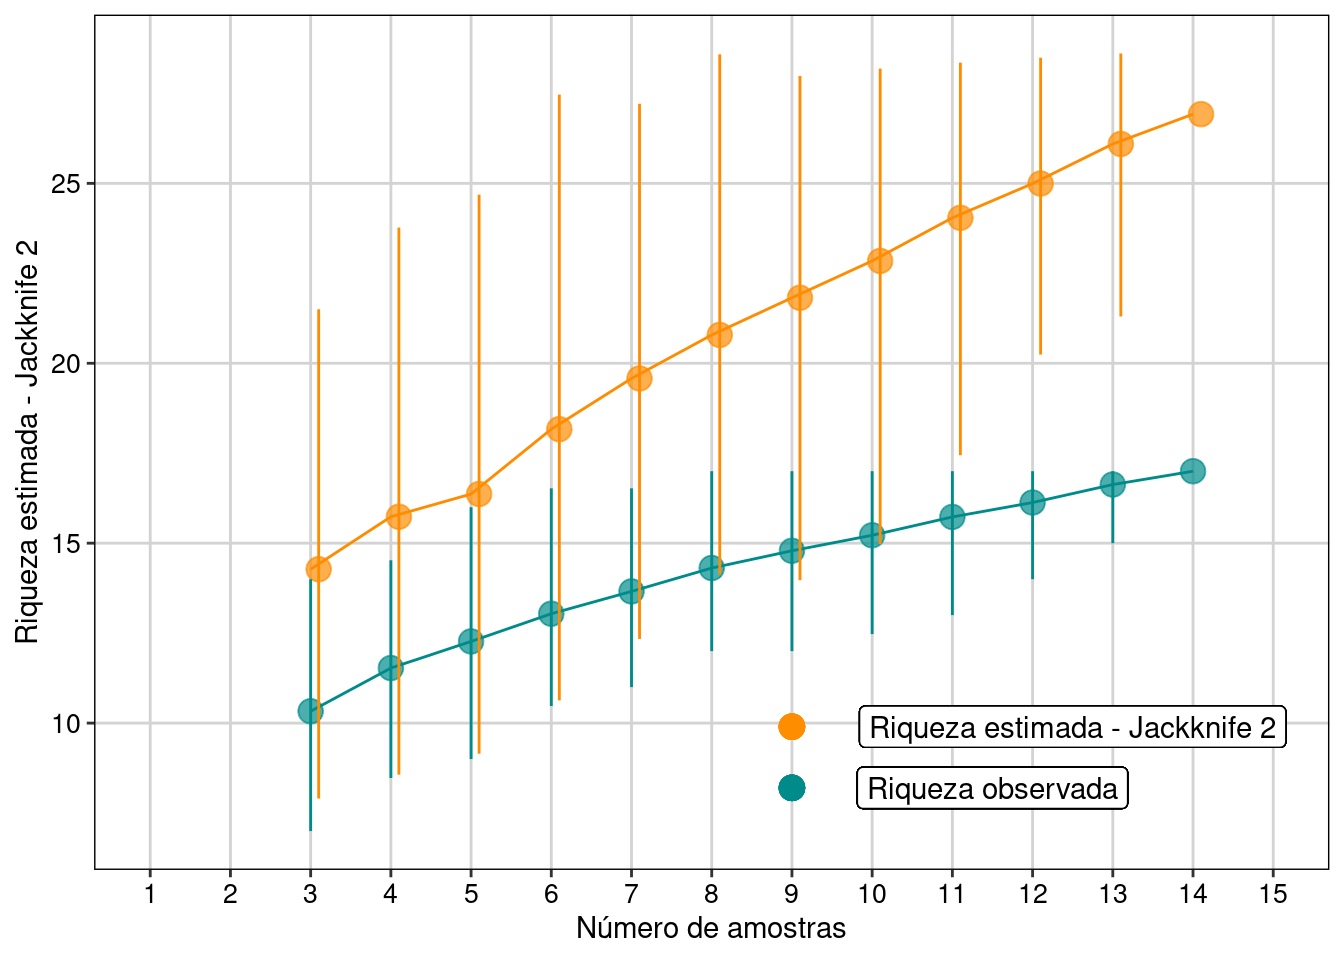 Riqueza estimada - Jackknife 2
25
20
15
10
Riqueza estimada - Jackknife 2
Riqueza observada
1 2 3 4 5 6 7 8 9 10 11 12 13 14 15
Número de amostras